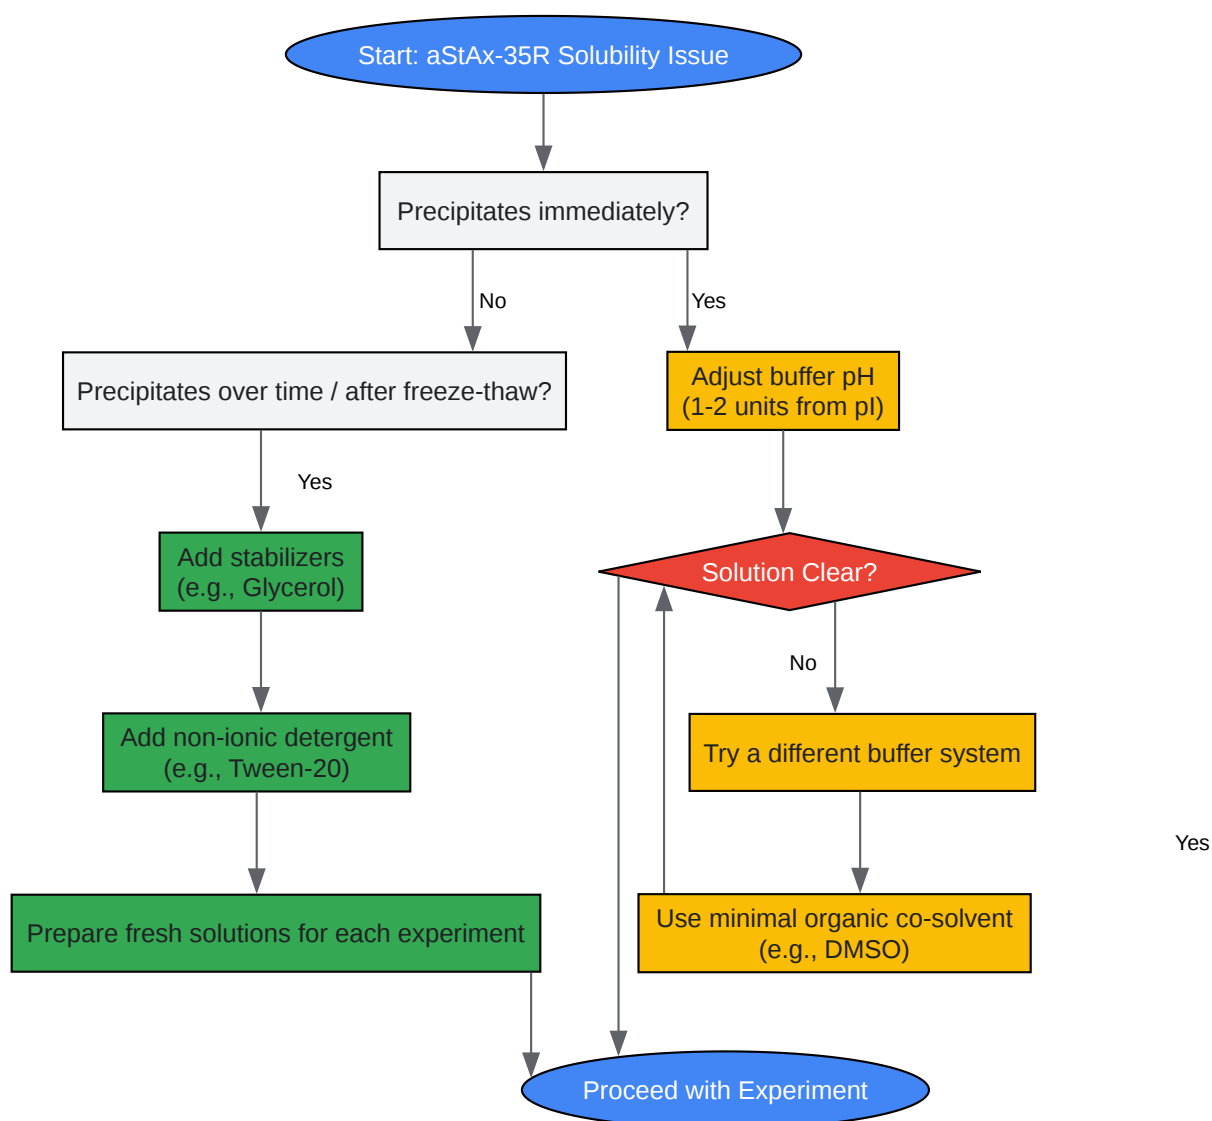 Start: aStAx-35R Solubility Issue
Precipitates immediately?
No
Yes
Precipitates over time / after freeze-thaw?
Adjust buffer pH
(1-2 units from pI)
Yes
Add stabilizers
(e.g., Glycerol)
Solution Clear?
No
Add non-ionic detergent
(e.g., Tween-20)
Try a different buffer system
Yes
Prepare fresh solutions for each experiment
Use minimal organic co-solvent
(e.g., DMSO)
Proceed with Experiment